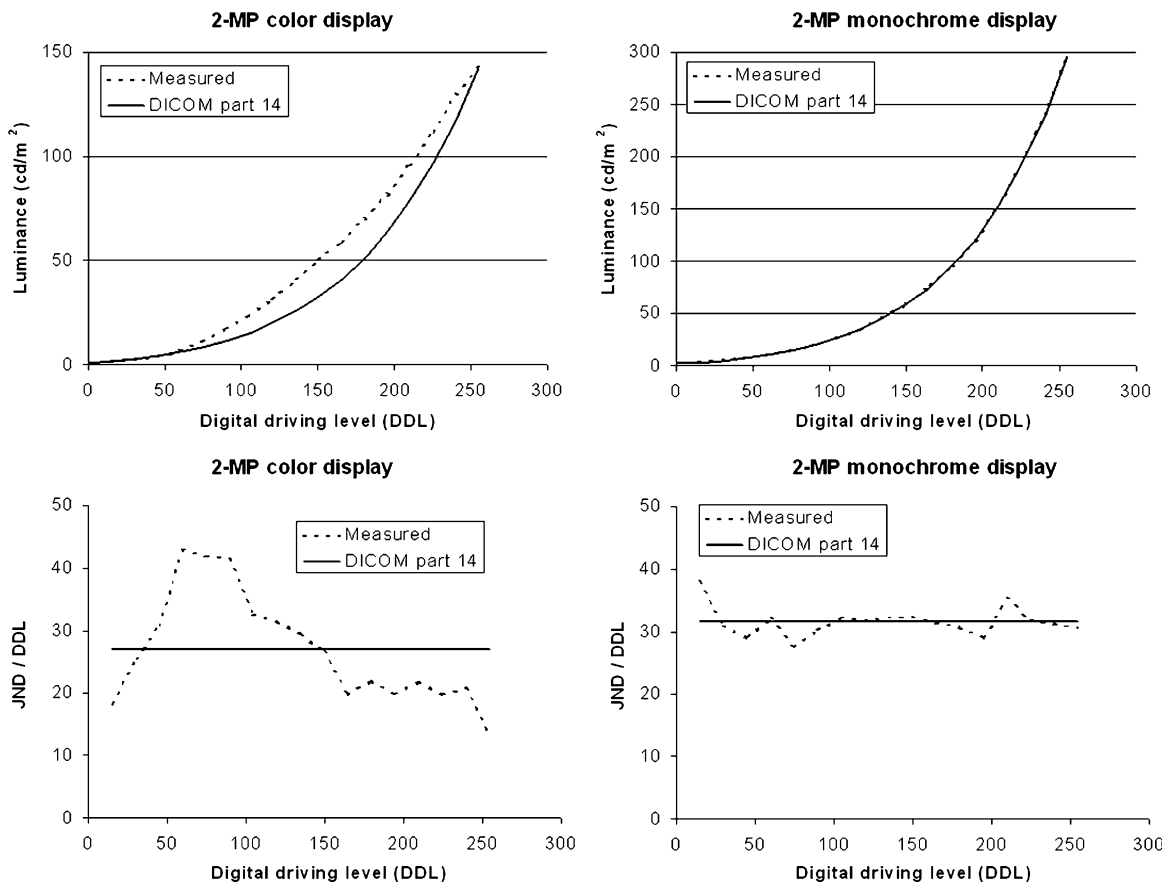 2-MP color display
150
100
50
0
Luminance (cd/m 2)
Measured
DICOM part 14
0 50 100 150 200 250 300
Digital driving level (DDL)
2-MP monochrome display
300
250
200
150
100
50
0
Luminance (cd/m 2)
Measured
DICOM part 14
0 50 100 150 200 250 300
Digital driving level (DDL)
2-MP color display
50
40
30
20
10
0
JND / DDL
Measured
DICOM part 14
0 50 100 150 200 250 300
Digital driving level (DDL)
2-MP monochrome display
50
40
30
20
10
0
JND / DDL
Measured
DICOM part 14
0 50 100 150 200 250 300
Digital driving level (DDL)